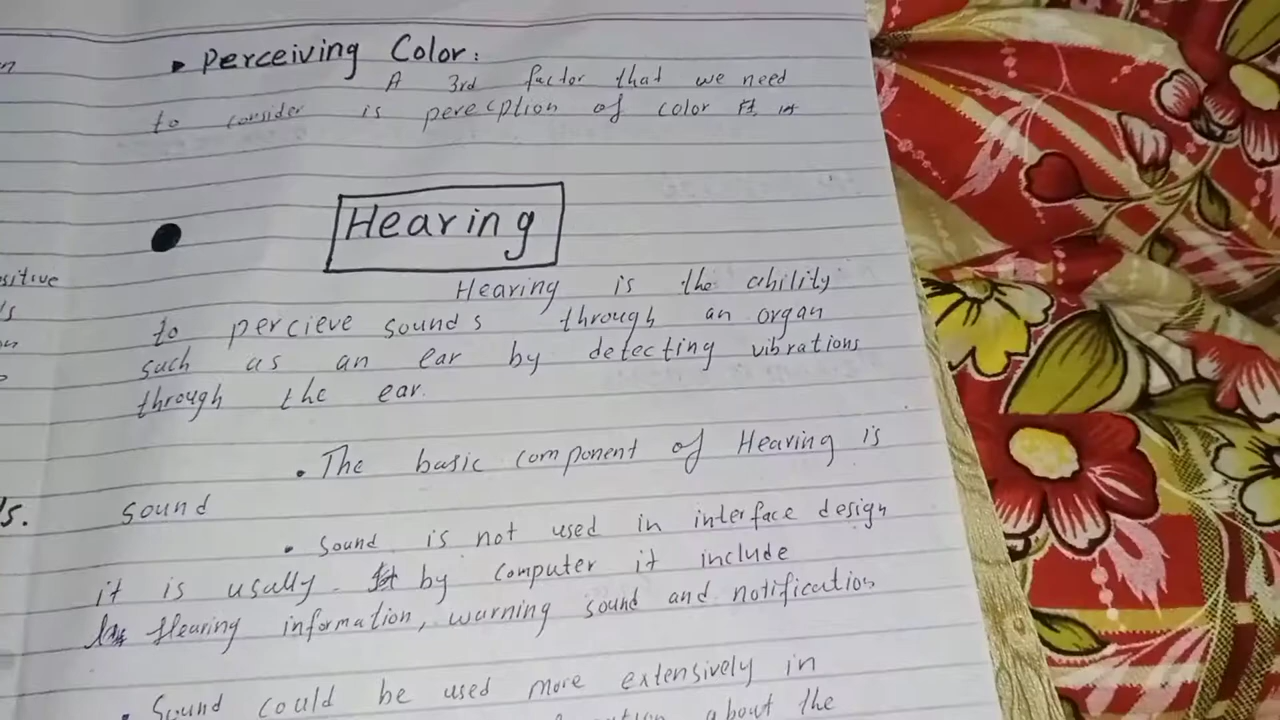 • Perceiving Color:
A 3rd factor that we need
to consider is pereception of color
• Hearing
Hearing is the ability
to percieve sounds through an organ
such as an ear by detecting vibrations
through the ear.
• The basic component of Hearing is
sound
• Sound is not used in interface design
it is usally by computer it include
Hearing information, warning sound and notification
• Sound could be used more extensively in
about the
sitive
s.